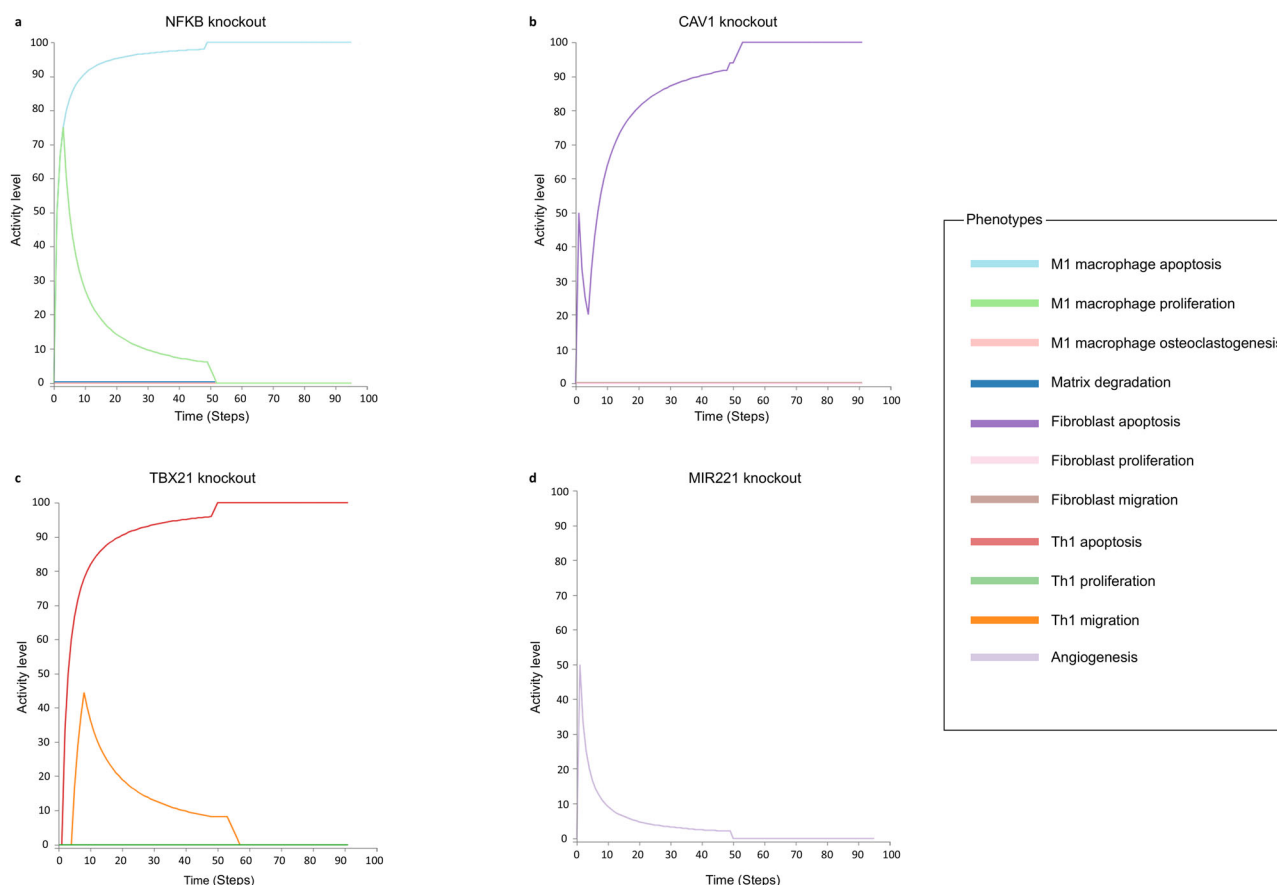 a
NFKB knockout
100
90
80
70
60
50
40
30
20
10
0
Activity level
0 10 20 30 40 50 60 70 80 90 100
Time (Steps)
b
CAV1 knockout
100
90
80
70
60
50
40
30
20
10
0
Activity level
0 10 20 30 40 50 60 70 80 90 100
Time (Steps)
c
TBX21 knockout
100
90
80
70
60
50
40
30
20
10
0
Activity level
0 10 20 30 40 50 60 70 80 90 100
Time (Steps)
d
MIR221 knockout
100
90
80
70
60
50
40
30
20
10
0
Activity level
0 10 20 30 40 50 60 70 80 90 100
Time (Steps)
Phenotypes
M1 macrophage apoptosis
M1 macrophage proliferation
M1 macrophage osteoclastogenesis
Matrix degradation
Fibroblast apoptosis
Fibroblast proliferation
Fibroblast migration
Th1 apoptosis
Th1 proliferation
Th1 migration
Angiogenesis